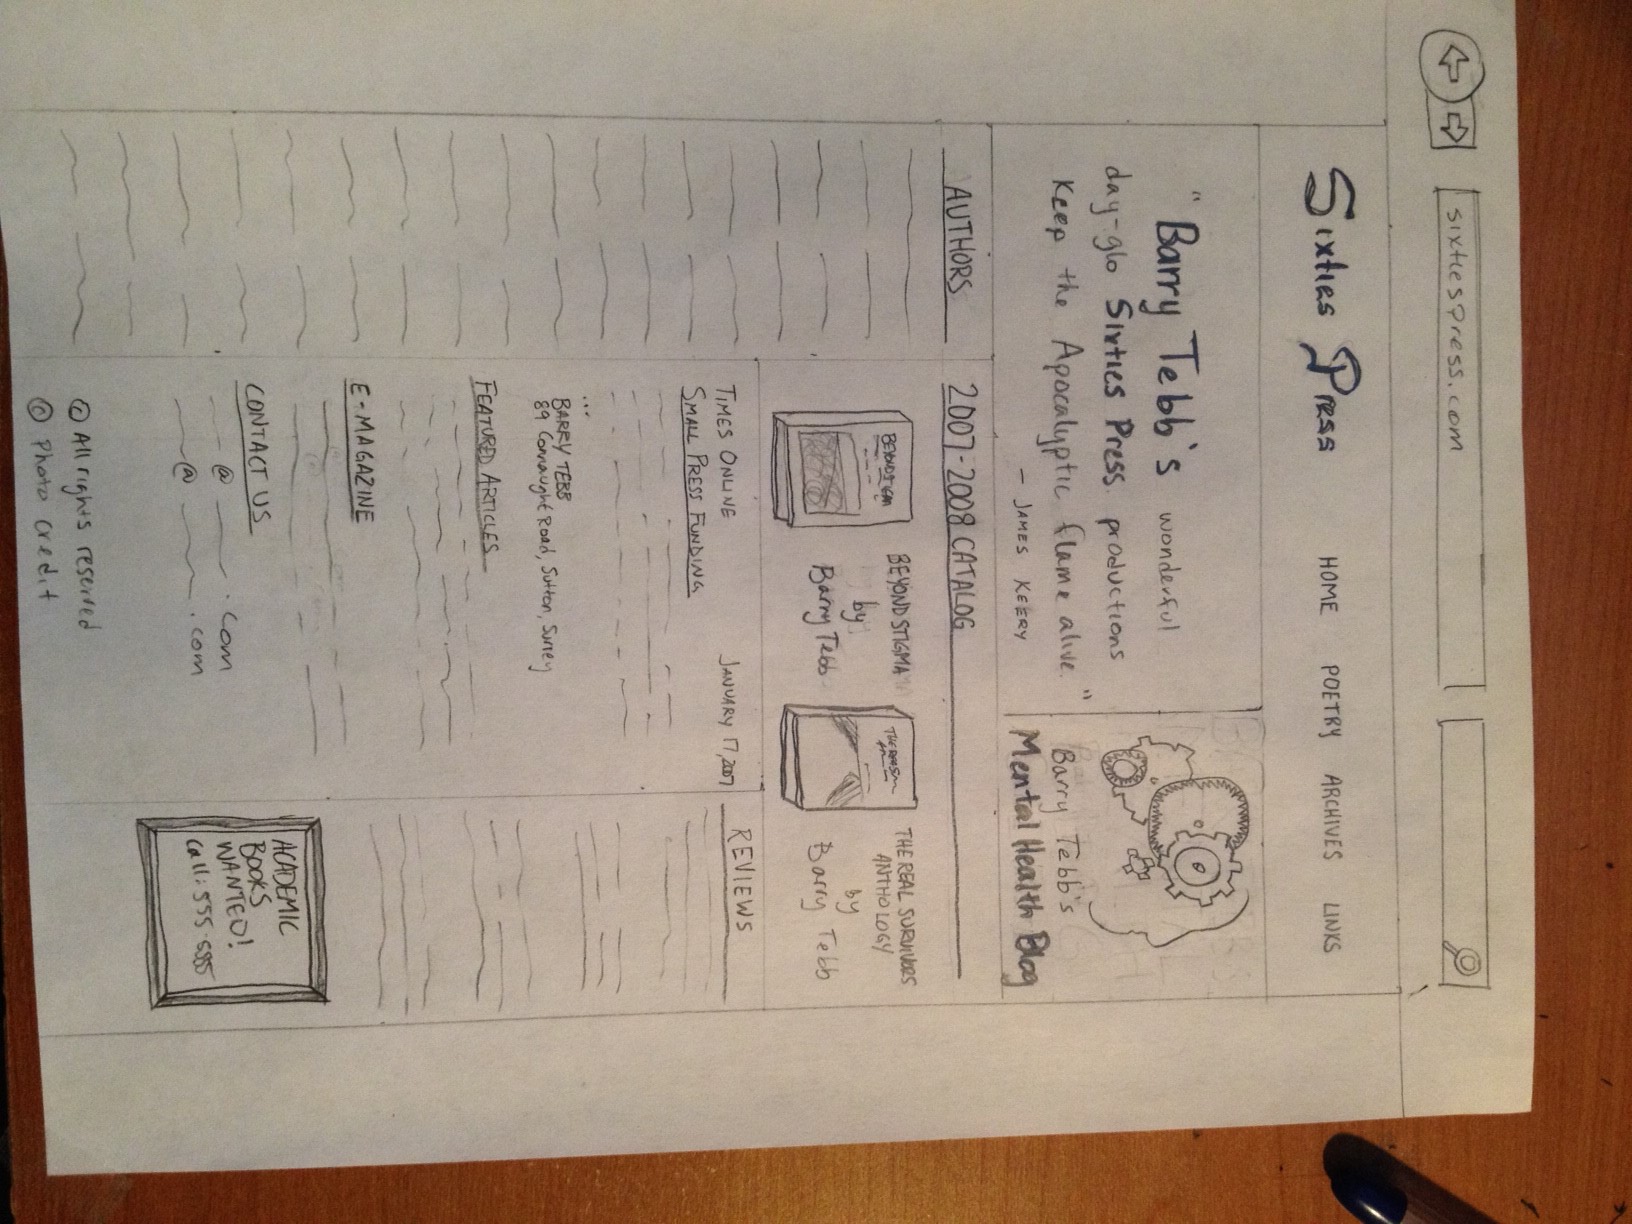 sixtiespress.com
Sixties Press
HOME POETRY ARCHIVES LINKS
"Barry Tebb's wonderful
day-glo Sixties Press productions
Keep the Apocalyptic flame alive."
- JAMES KEERY
Barry Tebb's
Mental Health Blog
AUTHORS
2007-2008 CATALOG
BEYOND STIGMA
BEYOND STIGMA
by
Barry Tebb
THE REAL SURVIVORS
ANTHOLOGY
by
Barry Tebb
TIMES ONLINE JANUARY 17, 2007
SMALL PRESS FUNDING
...
BARRY TEBB
89 Connaught Road, Sutton, Surrey
FEATURED ARTICLES
E-MAGAZINE
CONTACT US
@ .com
@ .com
© All rights reserved
© Photo credit
REVIEWS
ACADEMIC
BOOKS
WANTED!
Call: 555-5555